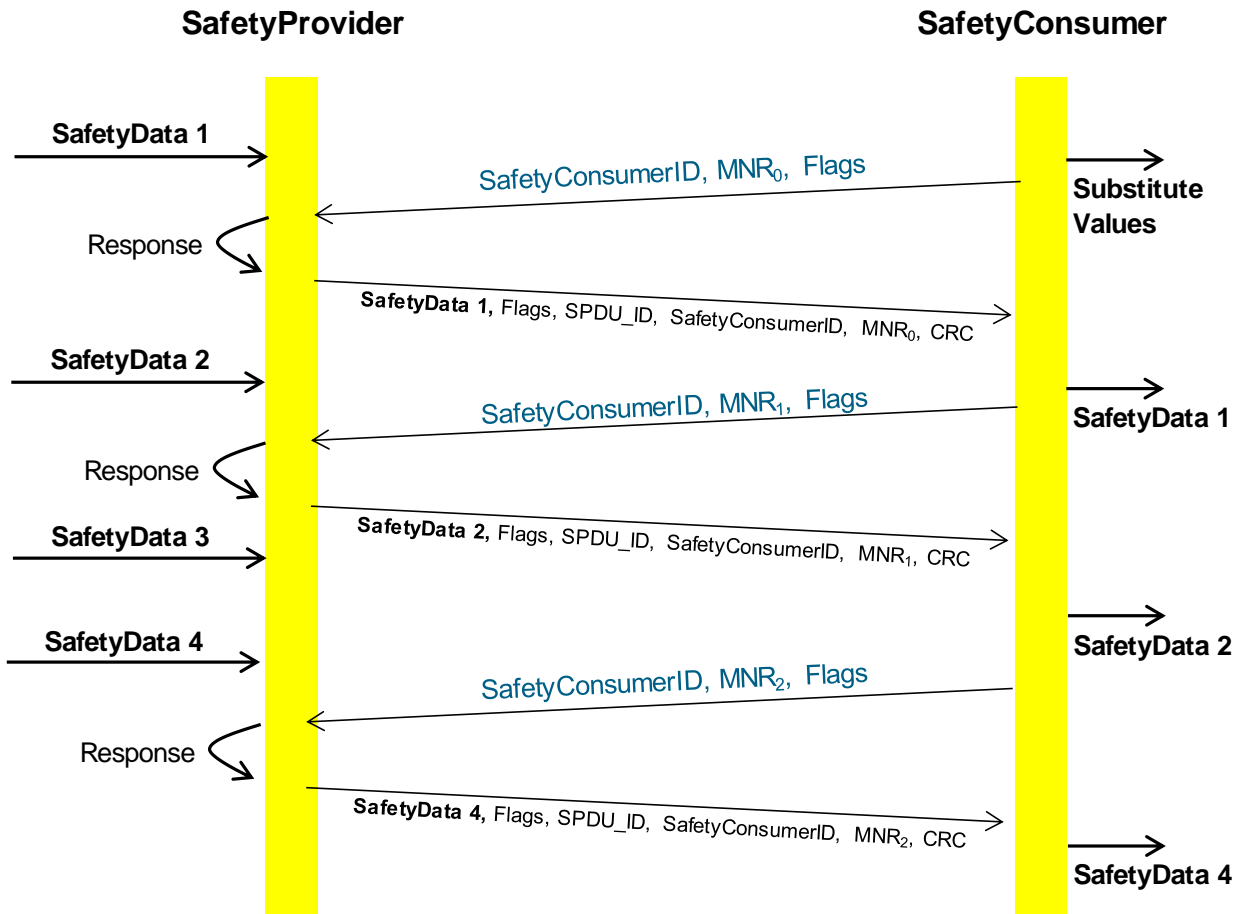 SafetyProvider
SafetyConsumer
SafetyData 1
SafetyConsumerID, MNR₀, Flags
Substitute
Values
Response
SafetyData 1, Flags, SPDU_ID, SafetyConsumerID, MNR₀, CRC
SafetyData 2
SafetyConsumerID, MNR₁, Flags
SafetyData 1
Response
SafetyData 2, Flags, SPDU_ID, SafetyConsumerID, MNR₁, CRC
SafetyData 3
SafetyData 4
SafetyData 2
SafetyConsumerID, MNR₂, Flags
Response
SafetyData 4, Flags, SPDU_ID, SafetyConsumerID, MNR₂, CRC
SafetyData 4